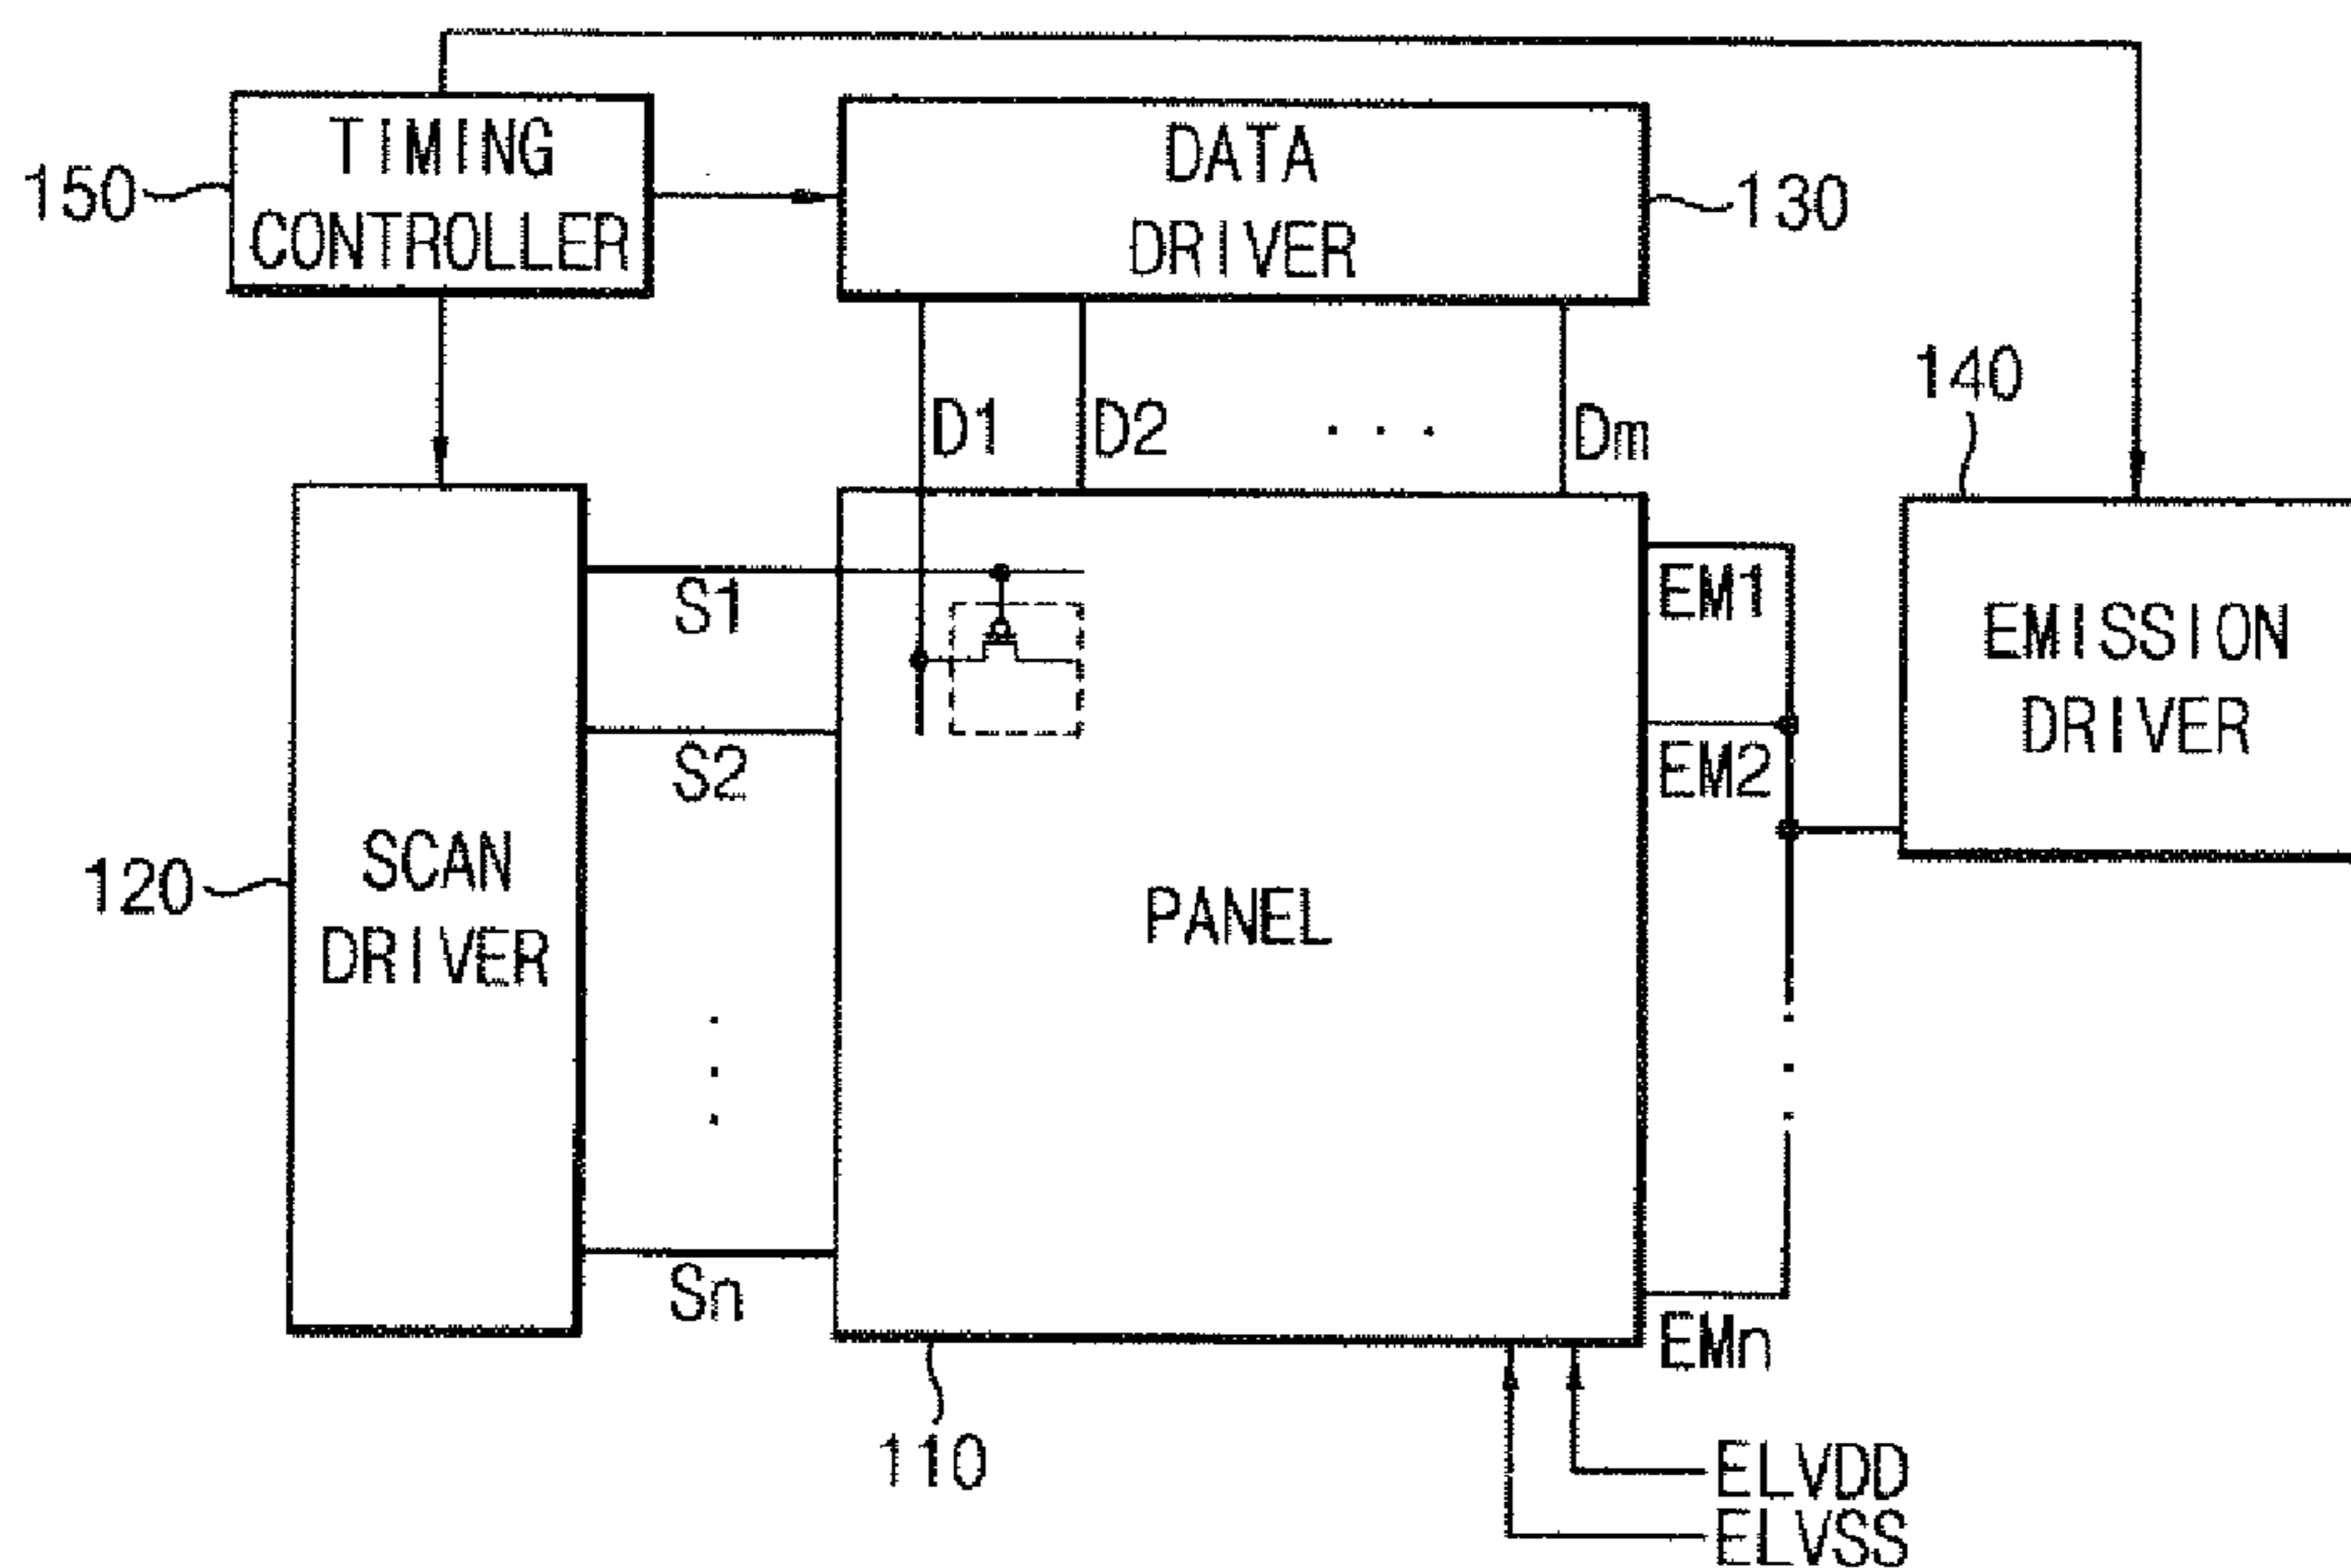 TIMING
CONTROLLER
150
DATA
DRIVER
130
D1
D2
. . .
Dm
140
EMISSION
DRIVER
S1
S2
.
.
.
Sn
120
SCAN
DRIVER
PANEL
EM1
EM2
.
.
.
EMn
110
ELVDD
ELVSS